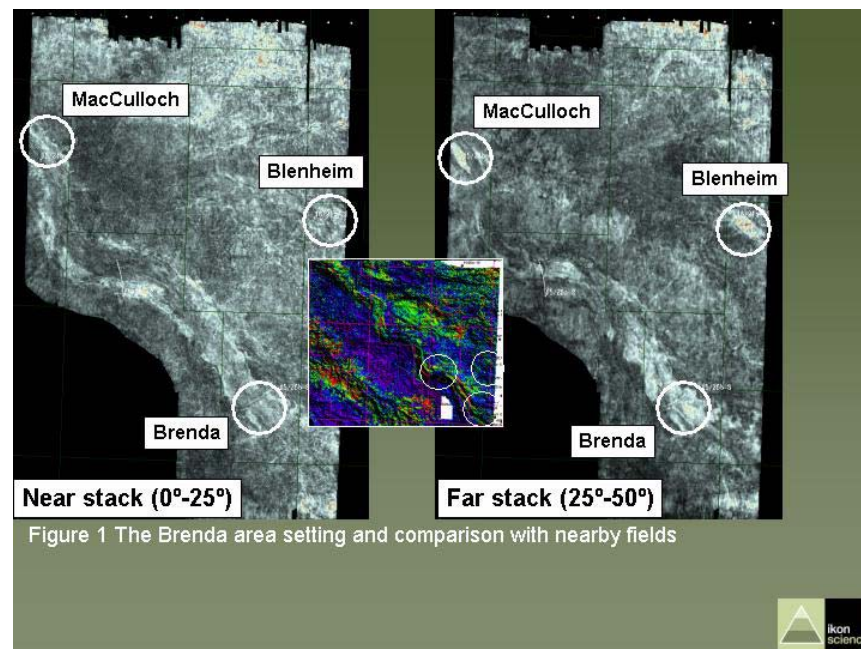 MacCulloch
Blenheim
Brenda
Near stack (0º-25º)
MacCulloch
Blenheim
Brenda
Far stack (25º-50º)
Figure 1 The Brenda area setting and comparison with nearby fields
ikon
science